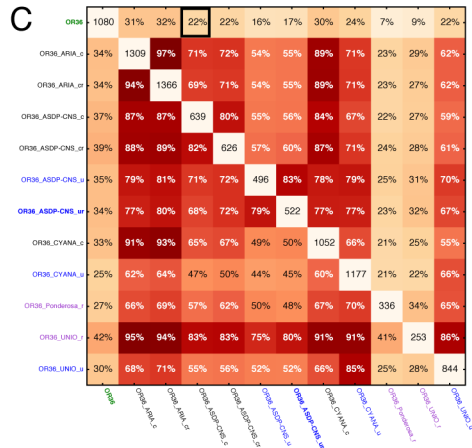 C
OR36 1080 31% 32% 22% 22% 16% 17% 30% 24% 7% 9% 22%
OR36_ARIA_c 34% 1309 97% 71% 72% 54% 55% 89% 71% 23% 27% 62%
OR36_ARIA_cr 34% 94% 1366 69% 71% 54% 55% 89% 71% 23% 27% 62%
OR36_ASDP-CNS_c 37% 87% 87% 639 80% 55% 56% 84% 67% 22% 27% 59%
OR36_ASDP-CNS_cr 39% 88% 89% 82% 626 57% 60% 87% 71% 24% 28% 61%
OR36_ASDP-CNS_u 35% 79% 81% 71% 72% 496 83% 78% 79% 25% 31% 70%
OR36_ASDP-CNS_ur 34% 77% 80% 68% 72% 79% 522 77% 77% 23% 32% 67%
OR36_CYANA_c 33% 91% 93% 65% 67% 49% 50% 1052 66% 21% 25% 55%
OR36_CYANA_u 25% 62% 64% 47% 50% 44% 45% 60% 1177 21% 22% 66%
OR36_Ponderosa_r 27% 66% 69% 57% 62% 50% 48% 67% 70% 336 34% 65%
OR36_UNIO_r 42% 95% 94% 83% 83% 75% 80% 91% 91% 41% 253 86%
OR36_UNIO_u 30% 68% 71% 55% 56% 52% 52% 66% 85% 25% 28% 844
OR36 OR36_ARIA_c OR36_ARIA_cr OR36_ASDP-CNS_c OR36_ASDP-CNS_cr OR36_ASDP-CNS_u OR36_ASDP-CNS_ur OR36_CYANA_c OR36_CYANA_u OR36_Ponderosa_r OR36_UNIO_r OR36_UNIO_u